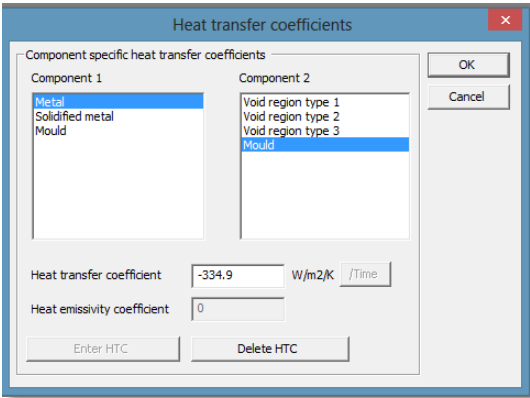 Heat transfer coefficients
×
Component specific heat transfer coefficients
Component 1
Component 2
Metal
Solidified metal
Mould
Void region type 1
Void region type 2
Void region type 3
Mould
OK
Cancel
Heat transfer coefficient
-334.9
W/m2/K
/Time
Heat emissivity coefficient
0
Enter HTC
Delete HTC